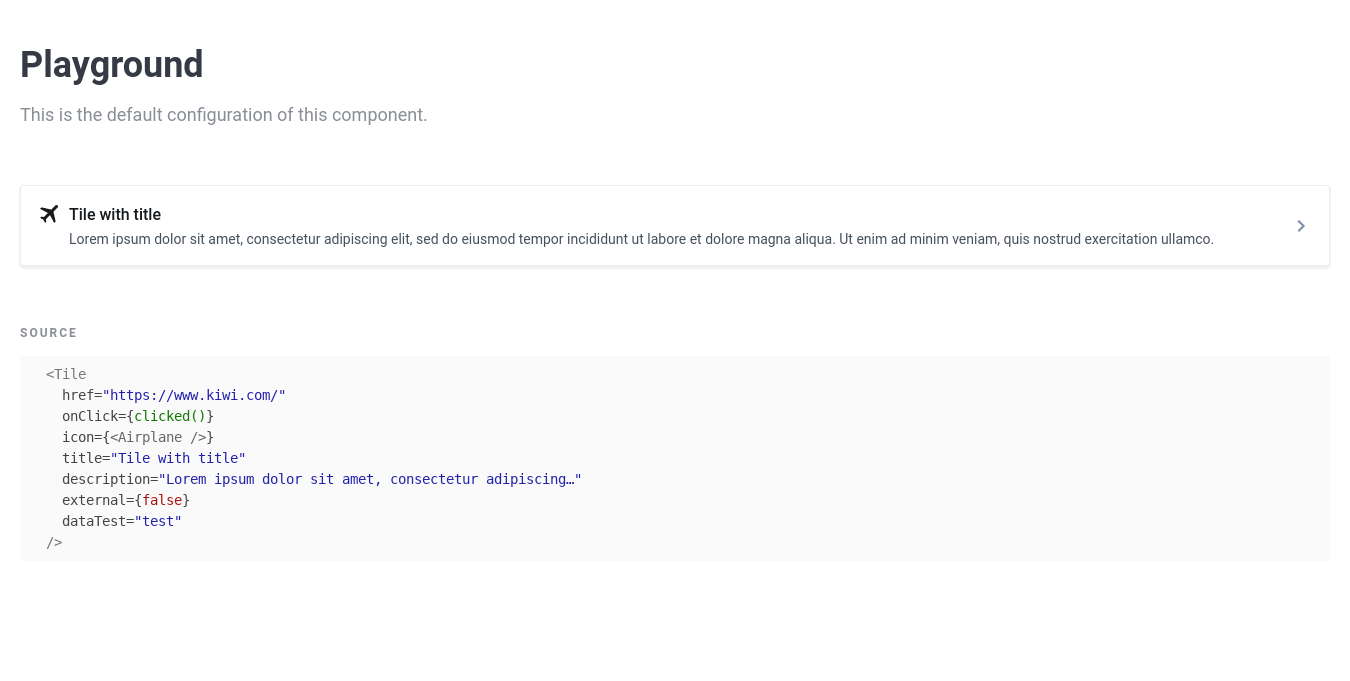 Playground
This is the default configuration of this component.
Tile with title
Lorem ipsum dolor sit amet, consectetur adipiscing elit, sed do eiusmod tempor incididunt ut labore et dolore magna aliqua. Ut enim ad minim veniam, quis nostrud exercitation ullamco.
SOURCE
<Tile
  href="https://www.kiwi.com/"
  onClick={clicked()}
  icon={<Airplane />}
  title="Tile with title"
  description="Lorem ipsum dolor sit amet, consectetur adipiscing…"
  external={false}
  dataTest="test"
/>